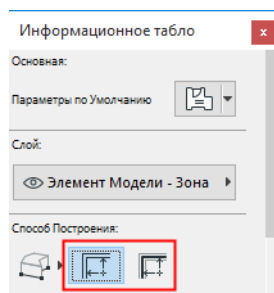 Информационное табло
Основная:
Параметры по Умолчанию
Слой:
Элемент Модели - Зона
Способ Построения: